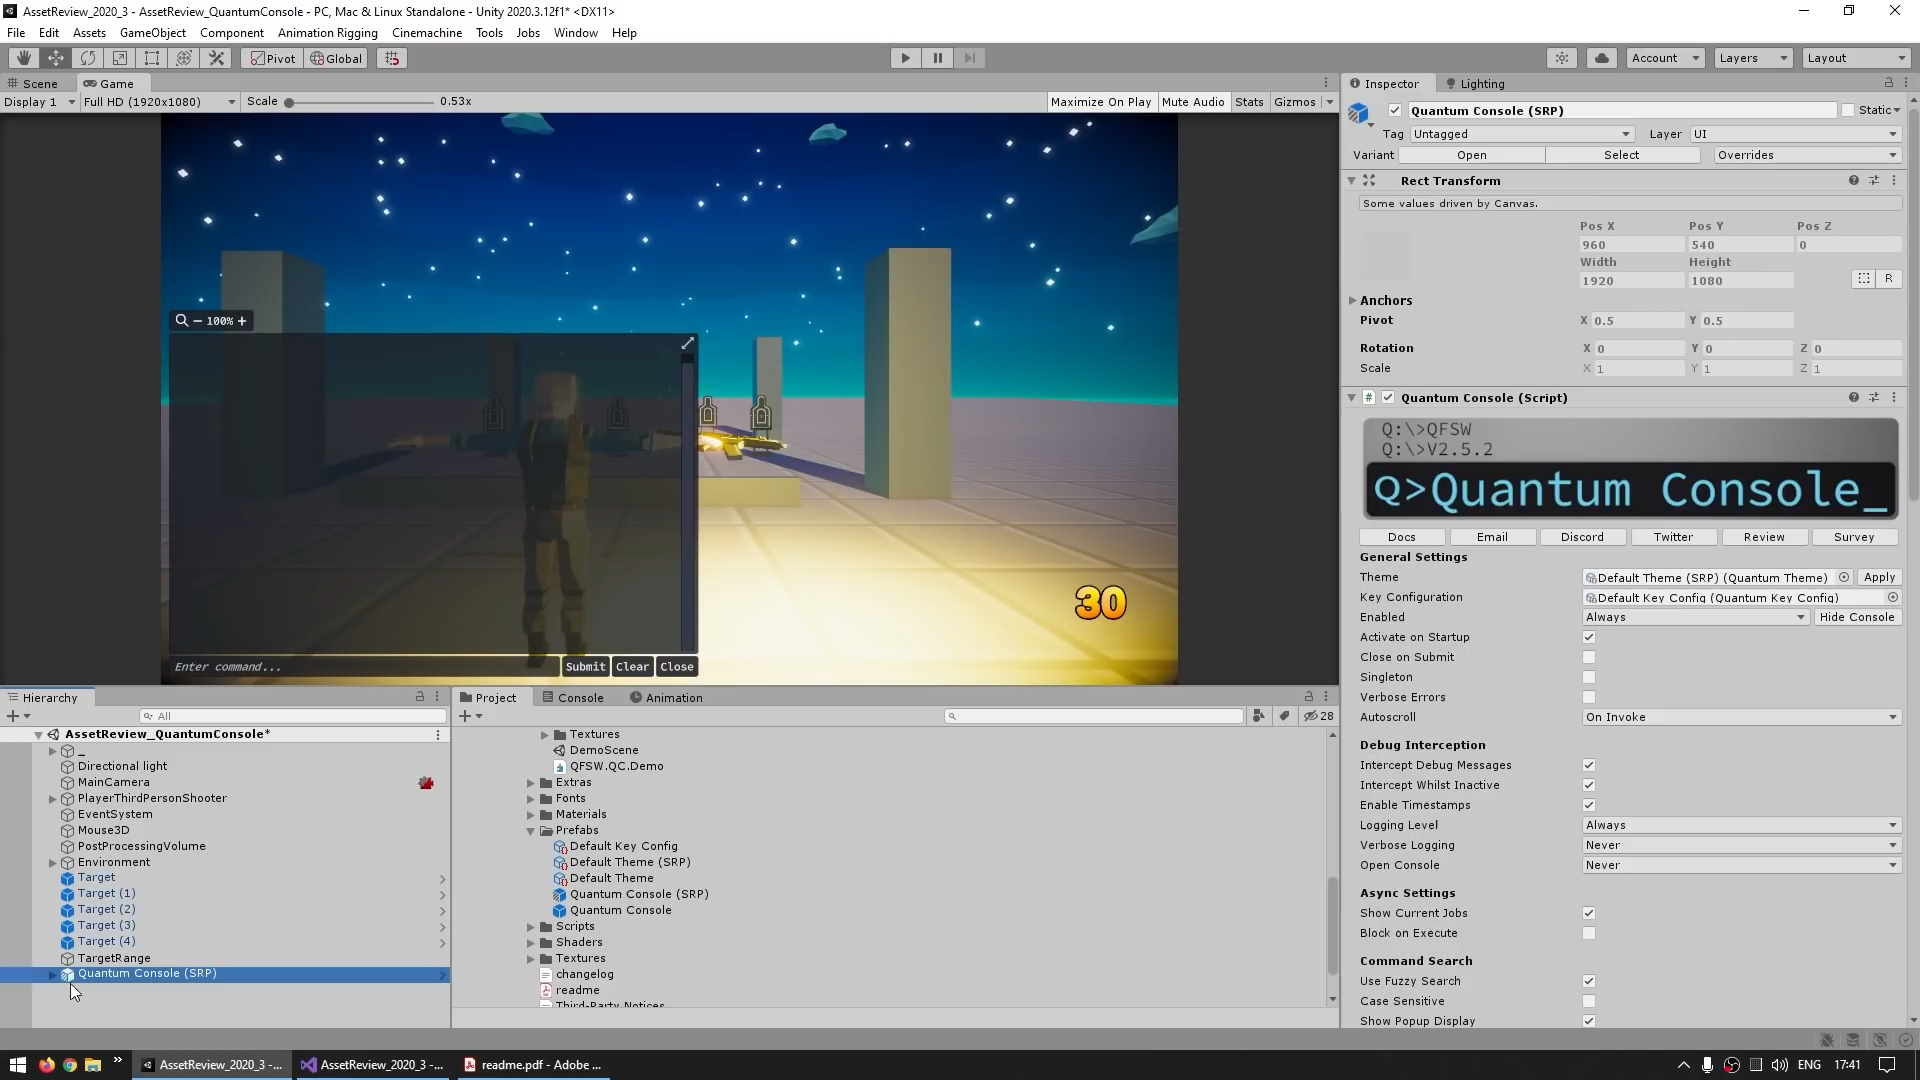 AssetReview_2020_3 - AssetReview_QuantumConsole - PC, Mac & Linux Standalone - Unity 2020.3.12f1* <DX11>
File Edit Assets GameObject Component Animation Rigging Cinemachine Tools Jobs Window Help
Pivot Global Account Layers Layout
Scene Game
Display 1 Full HD (1920x1080) Scale 0.53x Maximize On Play Mute Audio Stats Gizmos
100%
30
Enter command... Submit Clear Close
Inspector Lighting
Quantum Console (SRP) Static
Tag Untagged Layer UI
Variant Open Select Overrides
Rect Transform
Some values driven by Canvas.
Pos X Pos Y Pos Z
960 540 0
Width Height
1920 1080 R
Anchors
Pivot X 0.5 Y 0.5
Rotation X 0 Y 0 Z 0
Scale X 1 Y 1 Z 1
# Quantum Console (Script)
Q:\>QFSW
Q:\>V2.5.2
Q>Quantum Console_
Docs Email Discord Twitter Review Survey
General Settings
Theme Default Theme (SRP) (Quantum Theme) Apply
Key Configuration Default Key Config (Quantum Key Config)
Enabled Always Hide Console
Activate on Startup
Close on Submit
Singleton
Verbose Errors
Autoscroll On Invoke
Debug Interception
Intercept Debug Messages
Intercept Whilst Inactive
Enable Timestamps
Logging Level Always
Verbose Logging Never
Open Console Never
Async Settings
Show Current Jobs
Block on Execute
Command Search
Use Fuzzy Search
Case Sensitive
Show Popup Display
Hierarchy
All
AssetReview_QuantumConsole*
_
Directional light
MainCamera
PlayerThirdPersonShooter
EventSystem
Mouse3D
PostProcessingVolume
Environment
Target
Target (1)
Target (2)
Target (3)
Target (4)
TargetRange
Quantum Console (SRP)
Project Console Animation
28
Textures
DemoScene
QFSW.QC.Demo
Extras
Fonts
Materials
Prefabs
Default Key Config
Default Theme (SRP)
Default Theme
Quantum Console (SRP)
Quantum Console
Scripts
Shaders
Textures
changelog
readme
Third-Party Notices
AssetReview_2020_3 -... AssetReview_2020_3 -... readme.pdf - Adobe ... ENG 17:41